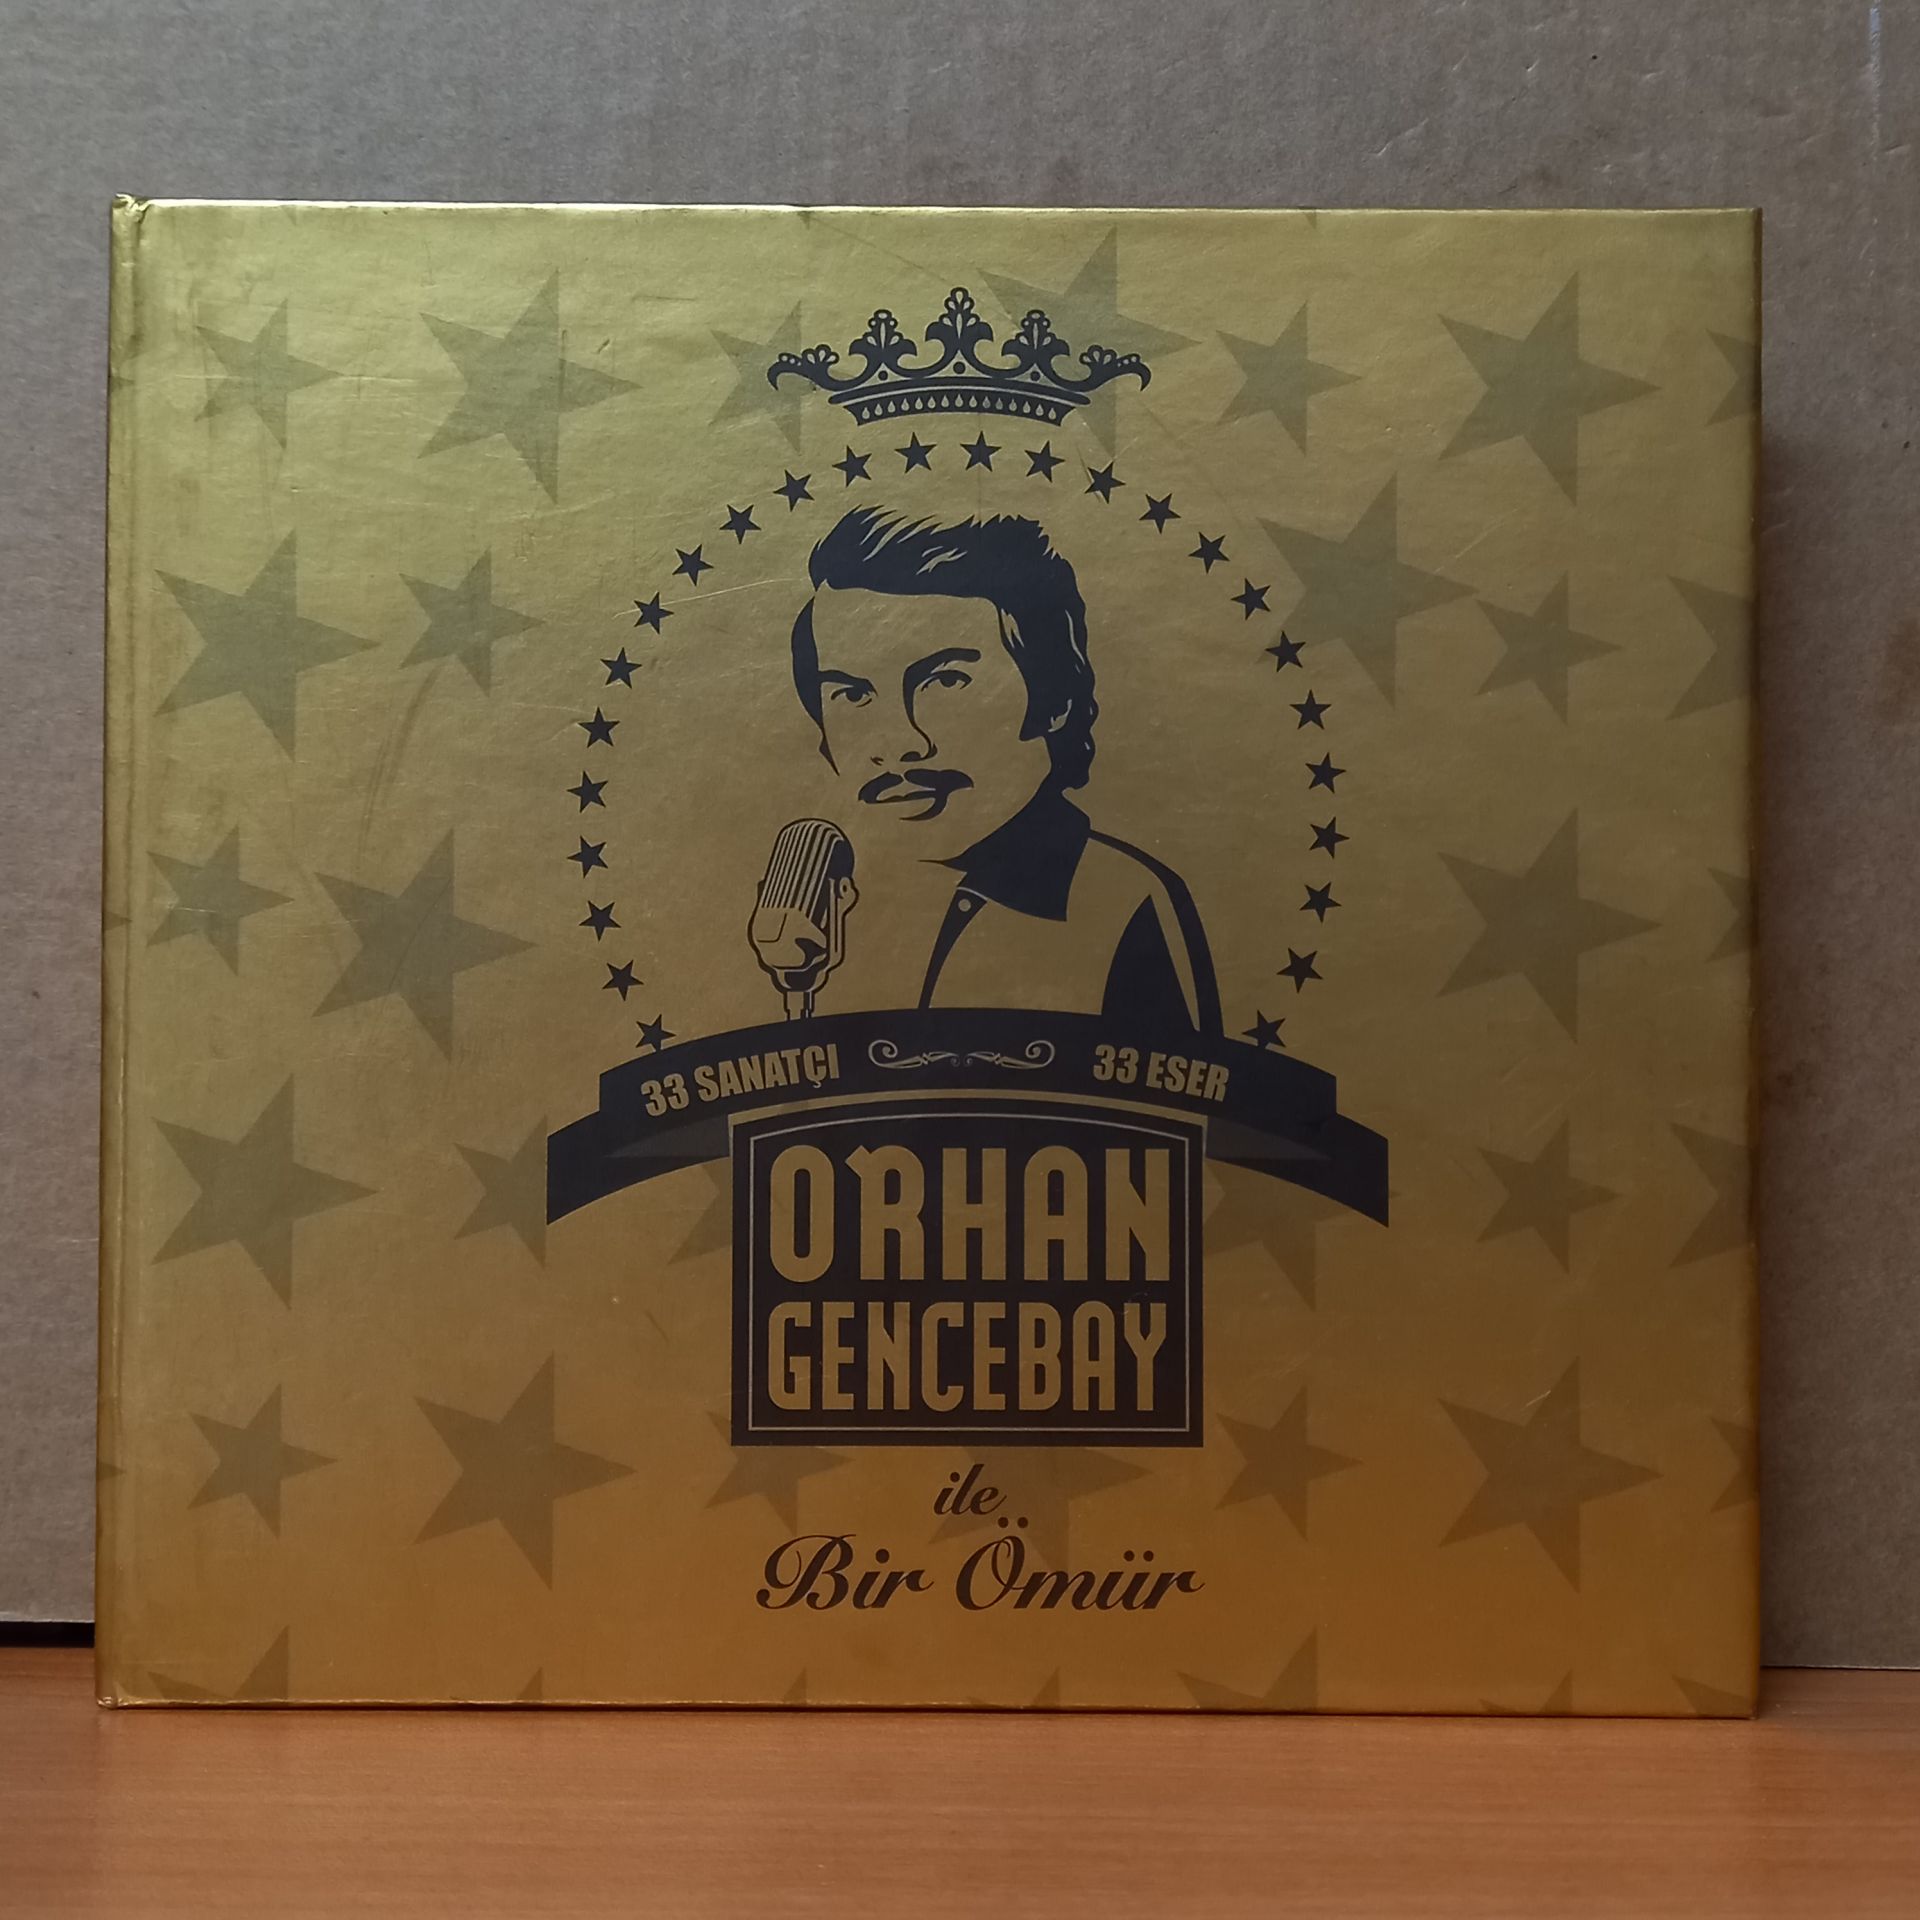 33 SANATÇI 33 ESER
ORHAN
GENCEBAY
ile
Bir Ömür